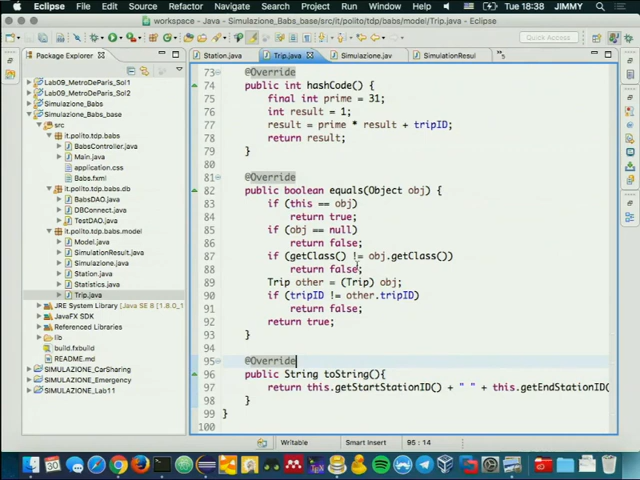 Eclipse File Edit Source Refactor Navigate Search Project Run Window Help Tue 18:38 JIMMY
workspace - Java - Simulazione_Babs_base/src/it/polito/tdp/babs/model/Trip.java - Eclipse
Quick Access
Package Explorer
Lab09_MetroDeParis_Sol1
Lab09_MetroDeParis_Sol2
Simulazione_Babs
Simulazione_Babs_base
src
it.polito.tdp.babs
BabsController.java
Main.java
application.css
Babs.fxml
it.polito.tdp.babs.db
BabsDAO.java
DBConnect.java
TestDAO.java
it.polito.tdp.babs.model
Model.java
SimulationResult.java
Simulazione.java
Station.java
Statistics.java
Trip.java
JRE System Library [Java SE 8 [1.8.0_1
JavaFX SDK
Referenced Libraries
lib
build.fxbuild
README.md
SIMULAZIONE_CarSharing
SIMULAZIONE_Emergency
SIMULAZIONE_Lab11
Station.java Trip.java Simulazione.jav SimulationResul »5
73 @Override
74 public int hashCode() {
75 final int prime = 31;
76 int result = 1;
77 result = prime * result + tripID;
78 return result;
79 }
80
81 @Override
82 public boolean equals(Object obj) {
83 if (this == obj)
84 return true;
85 if (obj == null)
86 return false;
87 if (getClass() != obj.getClass())
88 return false;
89 Trip other = (Trip) obj;
90 if (tripID != other.tripID)
91 return false;
92 return true;
93 }
94
95 @Override
96 public String toString(){
97 return this.getStartStationID() + " " + this.getEndStationID(
98 }
99 }
100
Writable Smart Insert 95 : 14